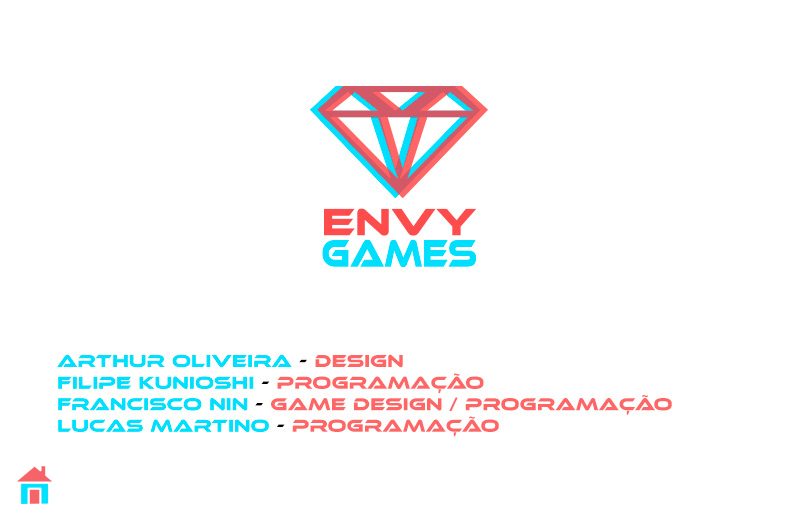 ENVY
GAMES
ARTHUR OLIVEIRA - DESIGN
FILIPE KUNIOSHI - PROGRAMAÇÃO
FRANCISCO NIN - GAME DESIGN / PROGRAMAÇÃO
LUCAS MARTINO - PROGRAMAÇÃO